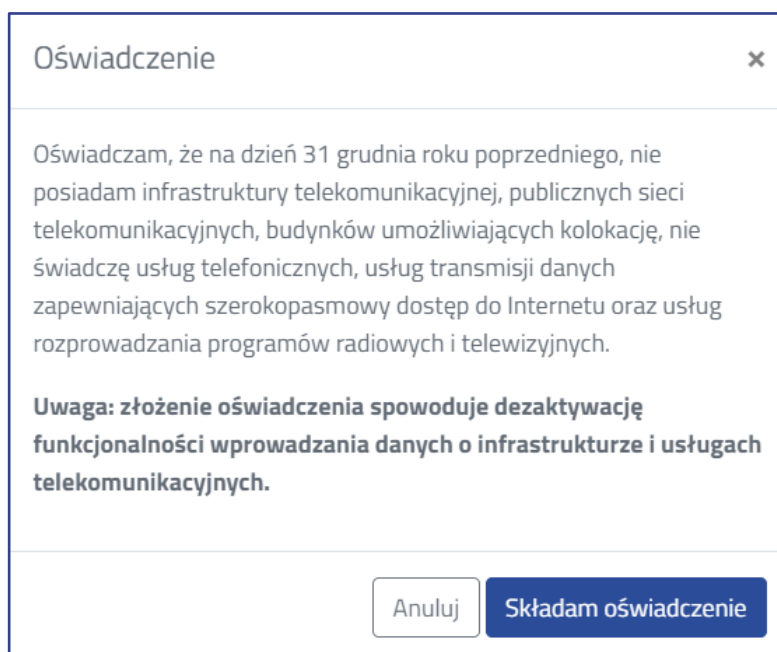 Oświadczenie ×
Oświadczam, że na dzień 31 grudnia roku poprzedniego, nie
posiadam infrastruktury telekomunikacyjnej, publicznych sieci
telekomunikacyjnych, budynków umożliwiających kolokację, nie
świadczę usług telefonicznych, usług transmisji danych
zapewniających szerokopasmowy dostęp do Internetu oraz usług
rozprowadzania programów radiowych i telewizyjnych.
Uwaga: złożenie oświadczenia spowoduje dezaktywację
funkcjonalności wprowadzania danych o infrastrukturze i usługach
telekomunikacyjnych.
Anuluj Składam oświadczenie